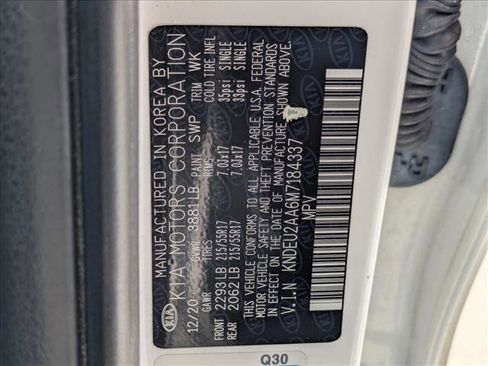 KIA
MANUFACTURED IN KOREA BY
KIA MOTORS CORPORATION
12/20 GVWR 3881LB PAINT SWP TRIM WK
GAWR TIRES RIMS COLD TIRE INFL
FRONT 2293LB 215/55R17 7.0JX17 35psi SINGLE
REAR 2062LB 215/55R17 7.0JX17 33psi SINGLE
THIS VEHICLE CONFORMS TO ALL APPLICABLE U.S.A. FEDERAL
MOTOR VEHICLE SAFETY AND THEFT PREVENTION STANDARDS
IN EFFECT ON THE DATE OF MANUFACTURE SHOWN ABOVE.
V.I.N KNDEU2AA6M7184337
MPV
Q30